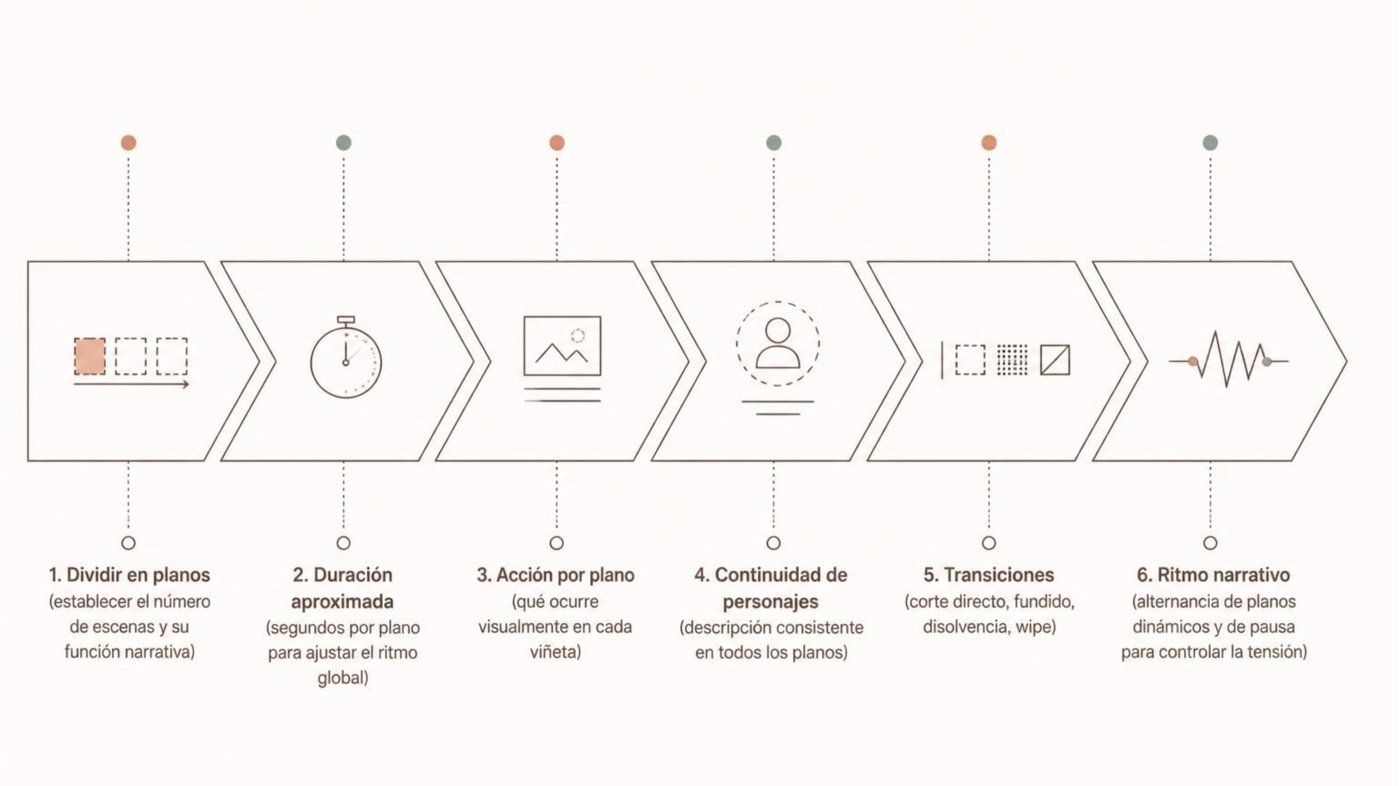 1. Dividir en planos
(establecer el número
de escenas y su
función narrativa)
2. Duración
aproximada
(segundos por plano
para ajustar el ritmo
global)
3. Acción por plano
(qué ocurre
visualmente en cada
viñeta)
4. Continuidad de
personajes
(descripción consistente
en todos los planos)
5. Transiciones
(corte directo, fundido,
disolvencia, wipe)
6. Ritmo narrativo
(alternancia de planos
dinámicos y de pausa
para controlar la tensión)